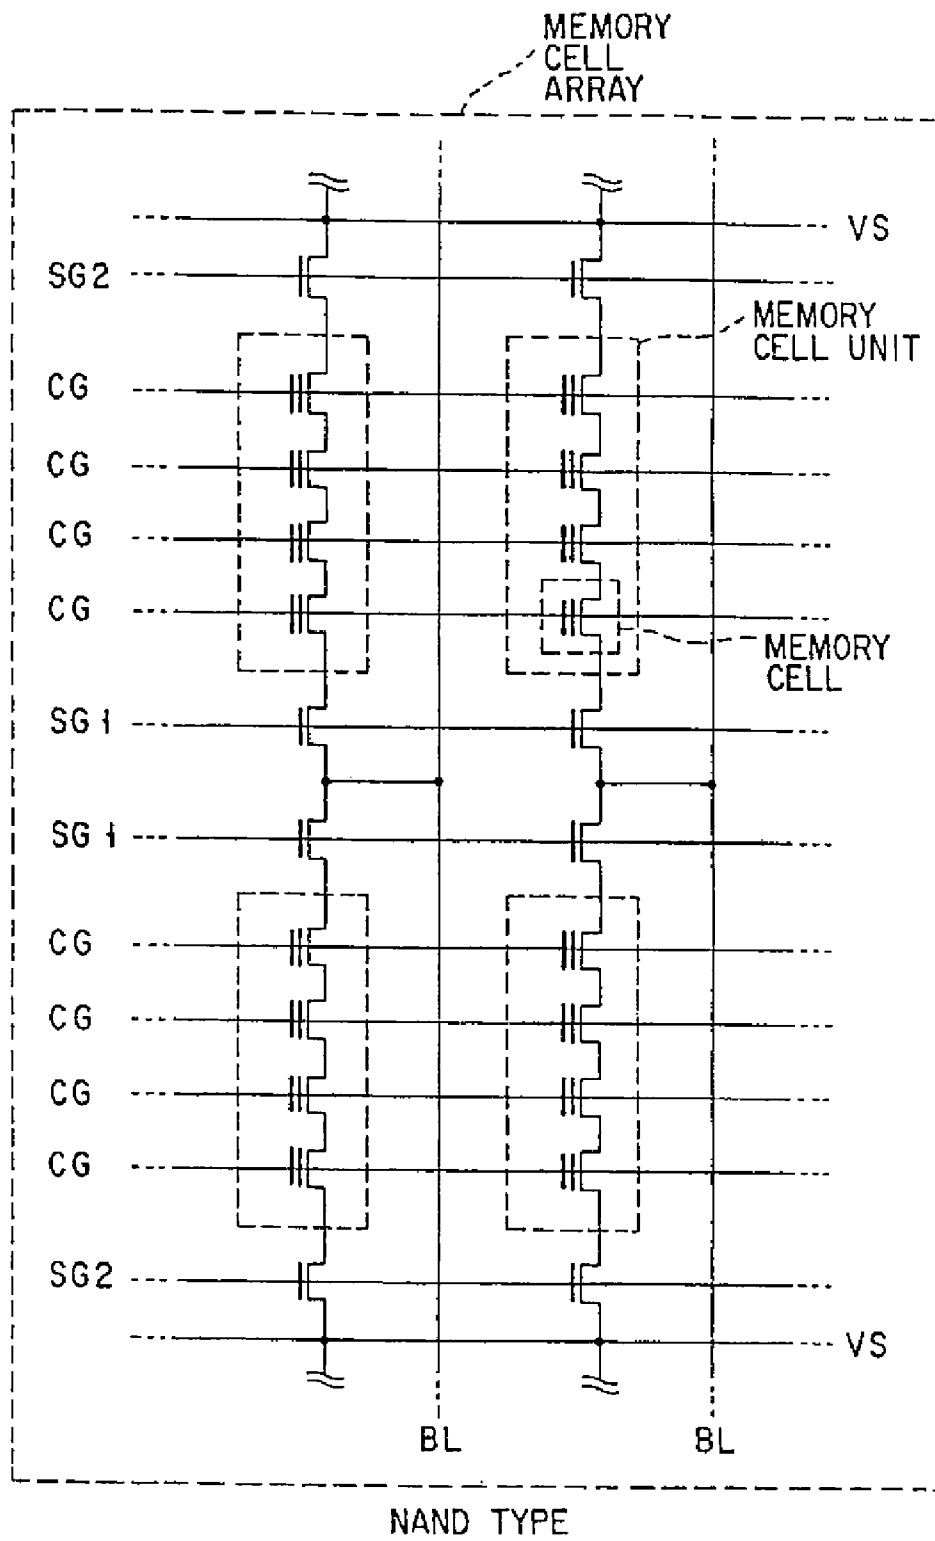 MEMORY
CELL
ARRAY
VS
SG2
MEMORY
CELL UNIT
CG
CG
CG
CG
MEMORY
CELL
SG1
SG1
CG
CG
CG
CG
SG2
VS
BL BL
NAND TYPE